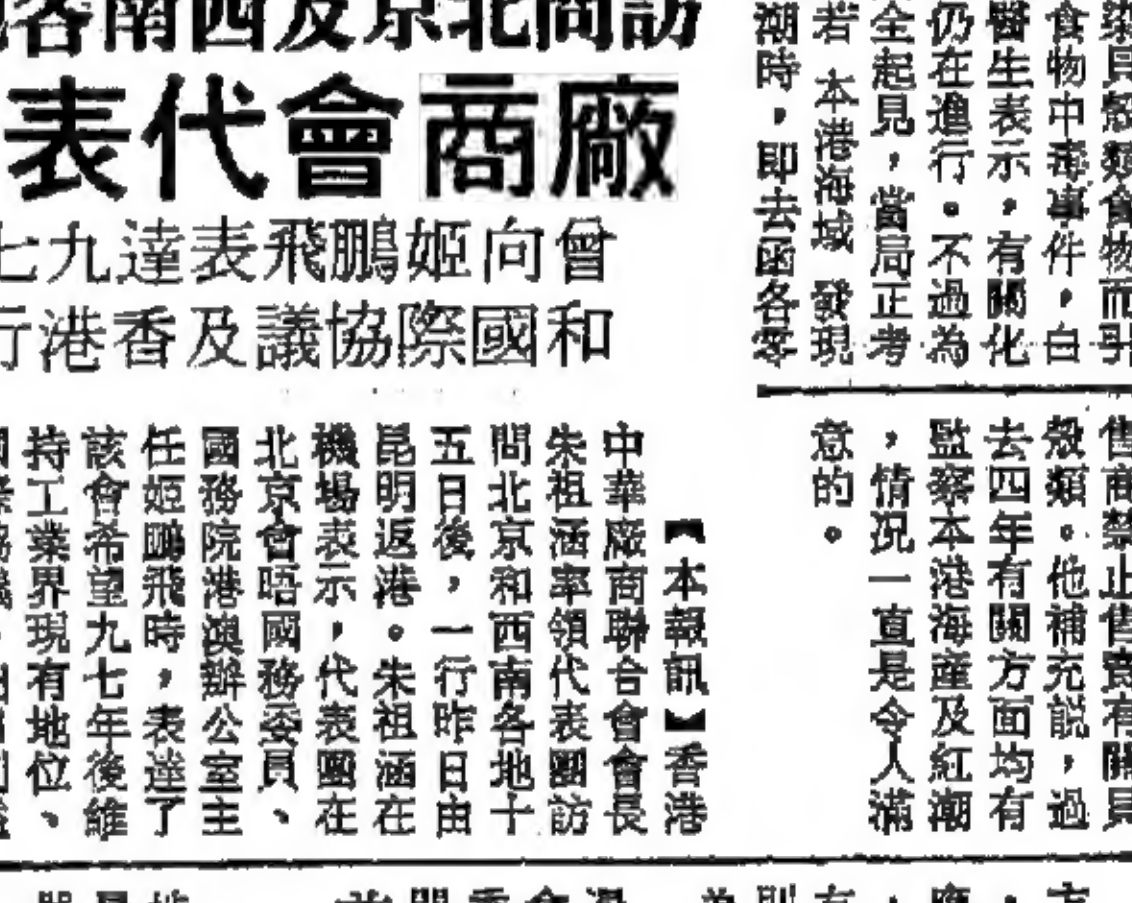 訪問北京及西南各
廠商會代表
曾向姬鵬飛表達九七
和國際協議及香港行
【本報訊】香港
中華廠商聯合會會長
朱祖涵率領代表團訪
問北京和西南各地十
五日後，一行昨日由
昆明返港。朱祖涵在
機場表示，代表團在
北京會晤國務委員、
國務院港澳辦公室主
任姬鵬飛時，表達了
該會希望九七年後維
持工業界現有地位、
染貝殼類食物而引
食物中毒事件，白
醫生表示，有關化
仍在進行。不過為
全起見，當局正考
若本港海域發現
潮時，即去函各零
售商禁止售賣有關貝
殼類。他補充說，過
去四年有關方面均有
監察本港海產及紅潮
，情況一直是令人滿
意的。